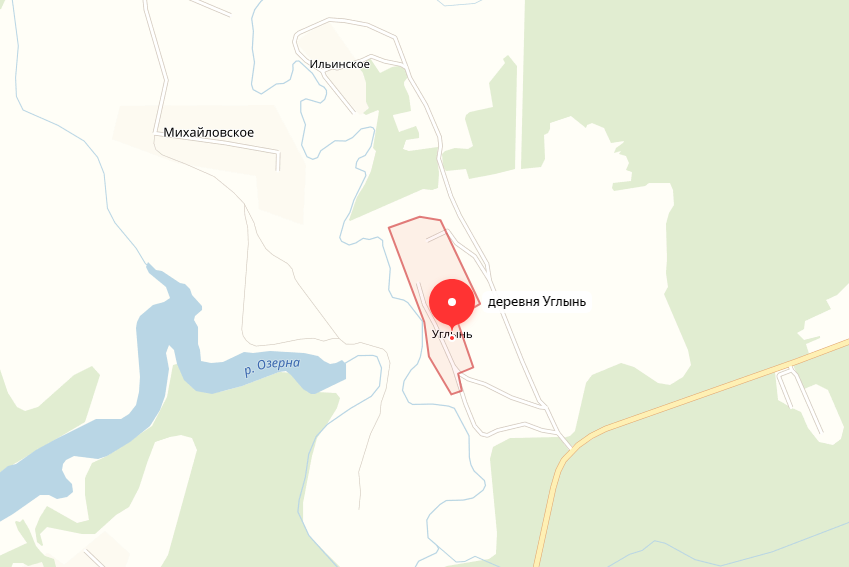 Ильинское
Михайловское
деревня Углынь
Углынь
р. Озерна